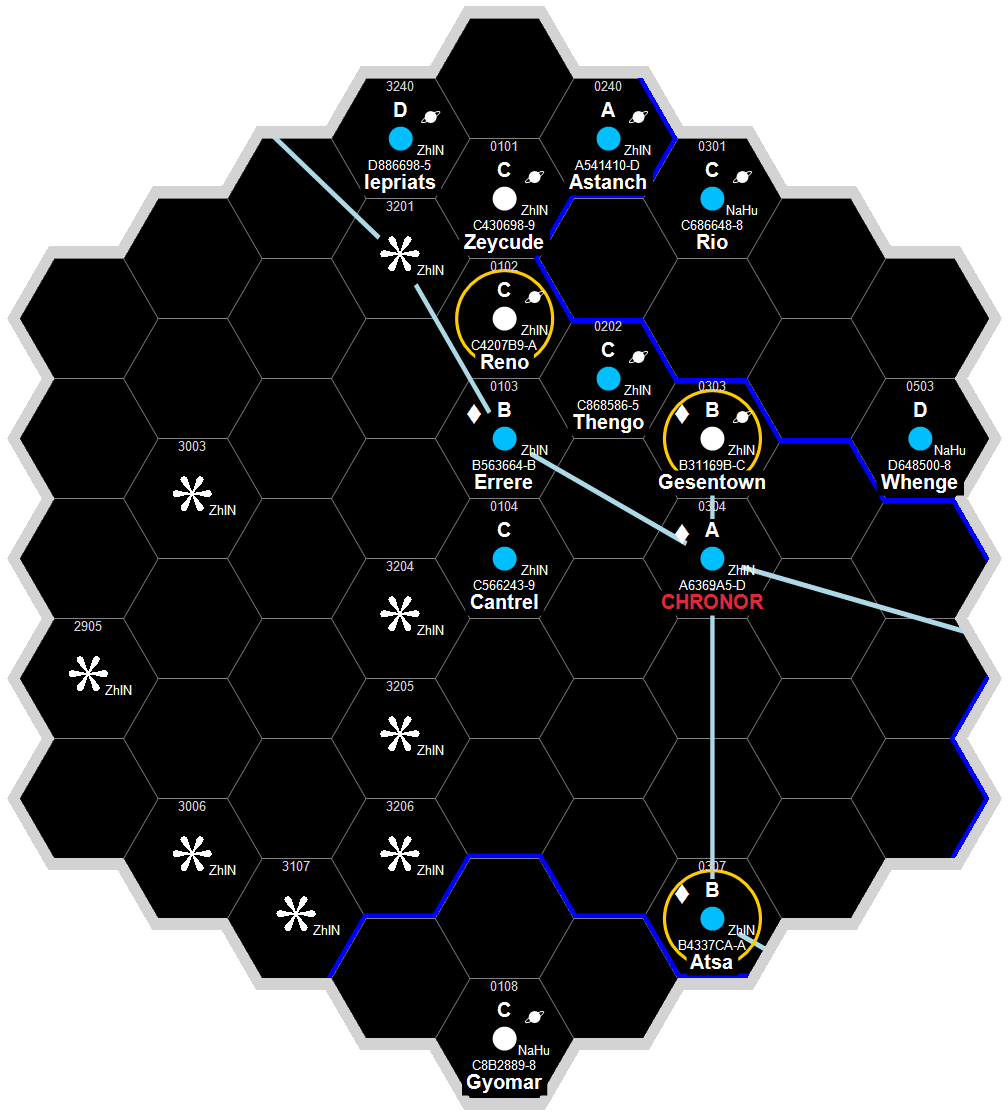 3240
D
ZhIN
D886698-5
Iepriats
0240
A
ZhIN
A541410-D
Astanch
0101
C
ZhIN
C430698-9
Zeycude
0301
C
NaHu
C686648-8
Rio
3201
ZhIN
0102
C
ZhIN
C4207B9-A
Reno
0202
C
ZhIN
C868586-5
Thengo
0103
B
ZhIN
B563664-B
Errere
0303
B
ZhIN
B31169B-C
Gesentown
0503
D
NaHu
D648500-8
Whenge
3003
ZhIN
0104
C
ZhIN
C566243-9
Cantrel
0304
A
ZhIN
A6369A5-D
CHRONOR
3204
ZhIN
2905
ZhIN
3205
ZhIN
3006
ZhIN
3206
ZhIN
3107
ZhIN
0307
B
ZhIN
B4337CA-A
Atsa
0108
C
NaHu
C8B2889-8
Gyomar